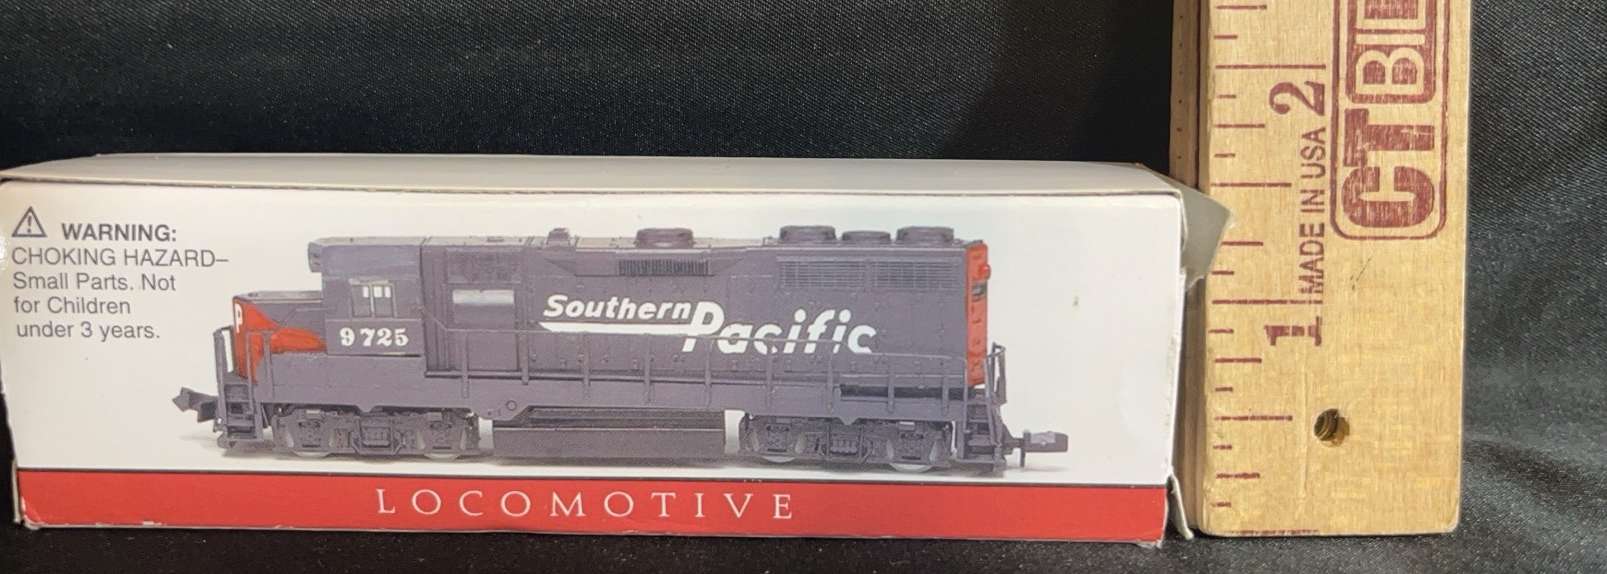 WARNING:
CHOKING HAZARD–
Small Parts. Not
for Children
under 3 years.
9725
Southern
Pacific
LOCOMOTIVE
1
2
MADE IN USA